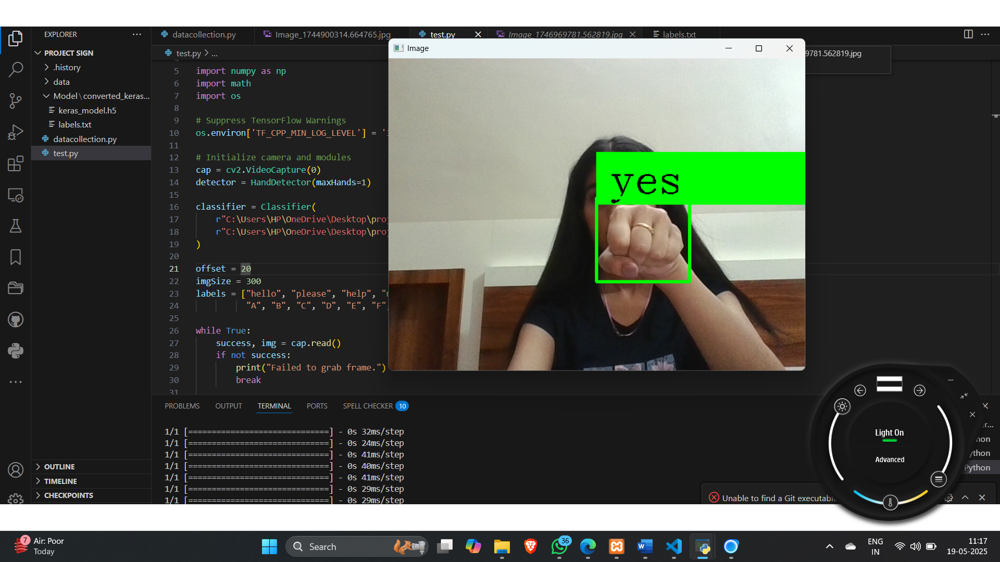 EXPLORER
PROJECT SIGN
.history
data
Model\converted_keras...
keras_model.h5
labels.txt
datacollection.py
test.py
OUTLINE
TIMELINE
CHECKPOINTS
datacollection.py
Image_1744900314.664765.jpg
test.py
Image_1746969781.562819.jpg
labels.txt
test.py > ...
9781.562819.jpg
5 import numpy as np
6 import math
7 import os
8
9 # Suppress TensorFlow Warnings
10 os.environ['TF_CPP_MIN_LOG_LEVEL'] = '
11
12 # Initialize camera and modules
13 cap = cv2.VideoCapture(0)
14 detector = HandDetector(maxHands=1)
15
16 classifier = Classifier(
17 r"C:\Users\HP\OneDrive\Desktop\pro
18 r"C:\Users\HP\OneDrive\Desktop\pro
19 )
20
21 offset = 20
22 imgSize = 300
23 labels = ["hello", "please", "help", "
24 "A", "B", "C", "D", "E", "F",
25
26 while True:
27 success, img = cap.read()
28 if not success:
29 print("Failed to grab frame.")
30 break
31
Image
yes
PROBLEMS OUTPUT TERMINAL PORTS SPELL CHECKER 10
1/1 [==============================] - 0s 32ms/step
1/1 [==============================] - 0s 24ms/step
1/1 [==============================] - 0s 41ms/step
1/1 [==============================] - 0s 40ms/step
1/1 [==============================] - 0s 41ms/step
1/1 [==============================] - 0s 29ms/step
1/1 [==============================] - 0s 29ms/step
er...
hon
ython
Python
Unable to find a Git executabl
Light On
Advanced
7
Air: Poor
Today
Search
36
ENG
IN
11:17
19-05-2025